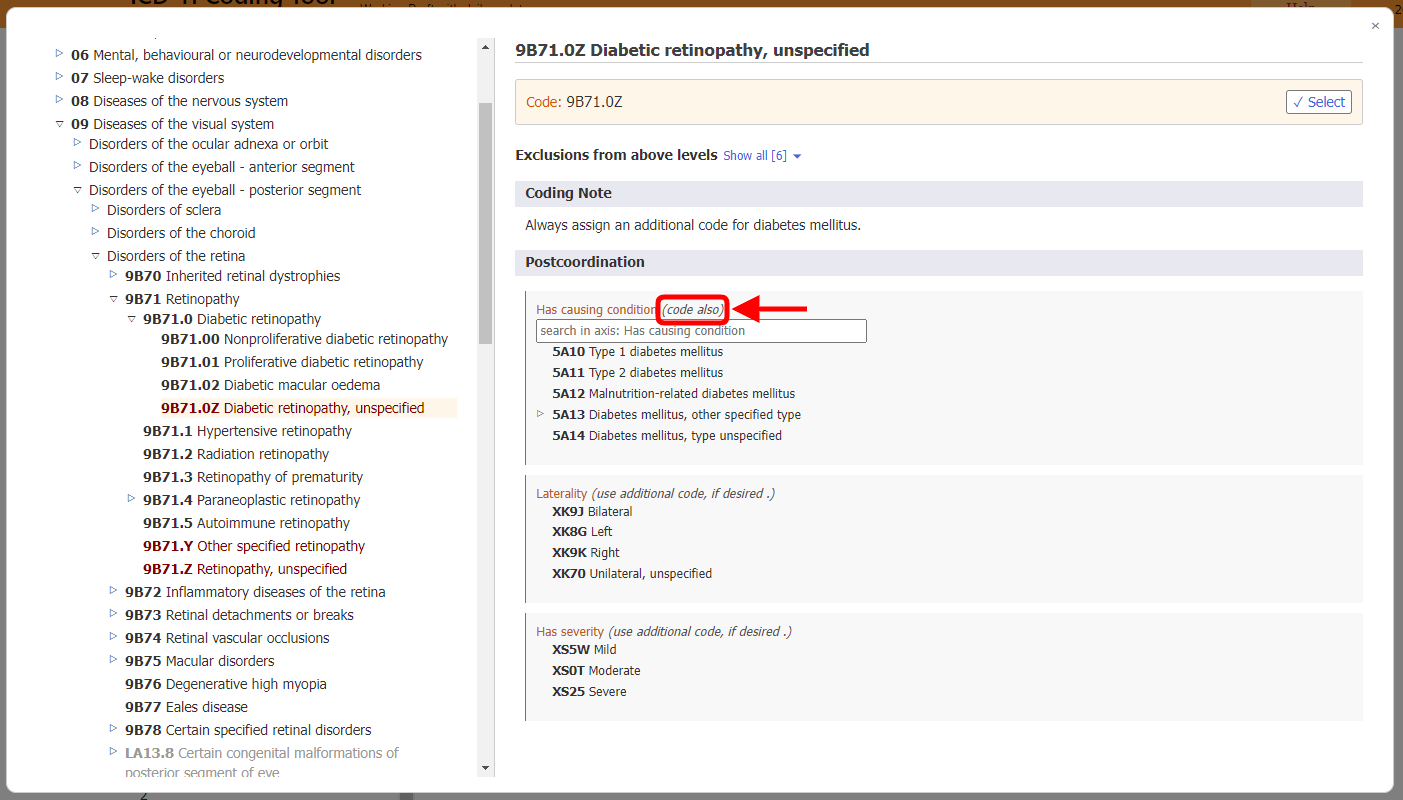 06 Mental, behavioural or neurodevelopmental disorders
07 Sleep-wake disorders
08 Diseases of the nervous system
09 Diseases of the visual system
Disorders of the ocular adnexa or orbit
Disorders of the eyeball - anterior segment
Disorders of the eyeball - posterior segment
Disorders of sclera
Disorders of the choroid
Disorders of the retina
9B70 Inherited retinal dystrophies
9B71 Retinopathy
9B71.0 Diabetic retinopathy
9B71.00 Nonproliferative diabetic retinopathy
9B71.01 Proliferative diabetic retinopathy
9B71.02 Diabetic macular oedema
9B71.0Z Diabetic retinopathy, unspecified
9B71.1 Hypertensive retinopathy
9B71.2 Radiation retinopathy
9B71.3 Retinopathy of prematurity
9B71.4 Paraneoplastic retinopathy
9B71.5 Autoimmune retinopathy
9B71.Y Other specified retinopathy
9B71.Z Retinopathy, unspecified
9B72 Inflammatory diseases of the retina
9B73 Retinal detachments or breaks
9B74 Retinal vascular occlusions
9B75 Macular disorders
9B76 Degenerative high myopia
9B77 Eales disease
9B78 Certain specified retinal disorders
LA13.8 Certain congenital malformations of
posterior segment of eye
9B71.0Z Diabetic retinopathy, unspecified
Code: 9B71.0Z
✓ Select
Exclusions from above levels Show all [6]
Coding Note
Always assign an additional code for diabetes mellitus.
Postcoordination
Has causing condition (code also)
search in axis: Has causing condition
5A10 Type 1 diabetes mellitus
5A11 Type 2 diabetes mellitus
5A12 Malnutrition-related diabetes mellitus
5A13 Diabetes mellitus, other specified type
5A14 Diabetes mellitus, type unspecified
Laterality (use additional code, if desired .)
XK9J Bilateral
XK8G Left
XK9K Right
XK70 Unilateral, unspecified
Has severity (use additional code, if desired .)
XS5W Mild
XS0T Moderate
XS25 Severe